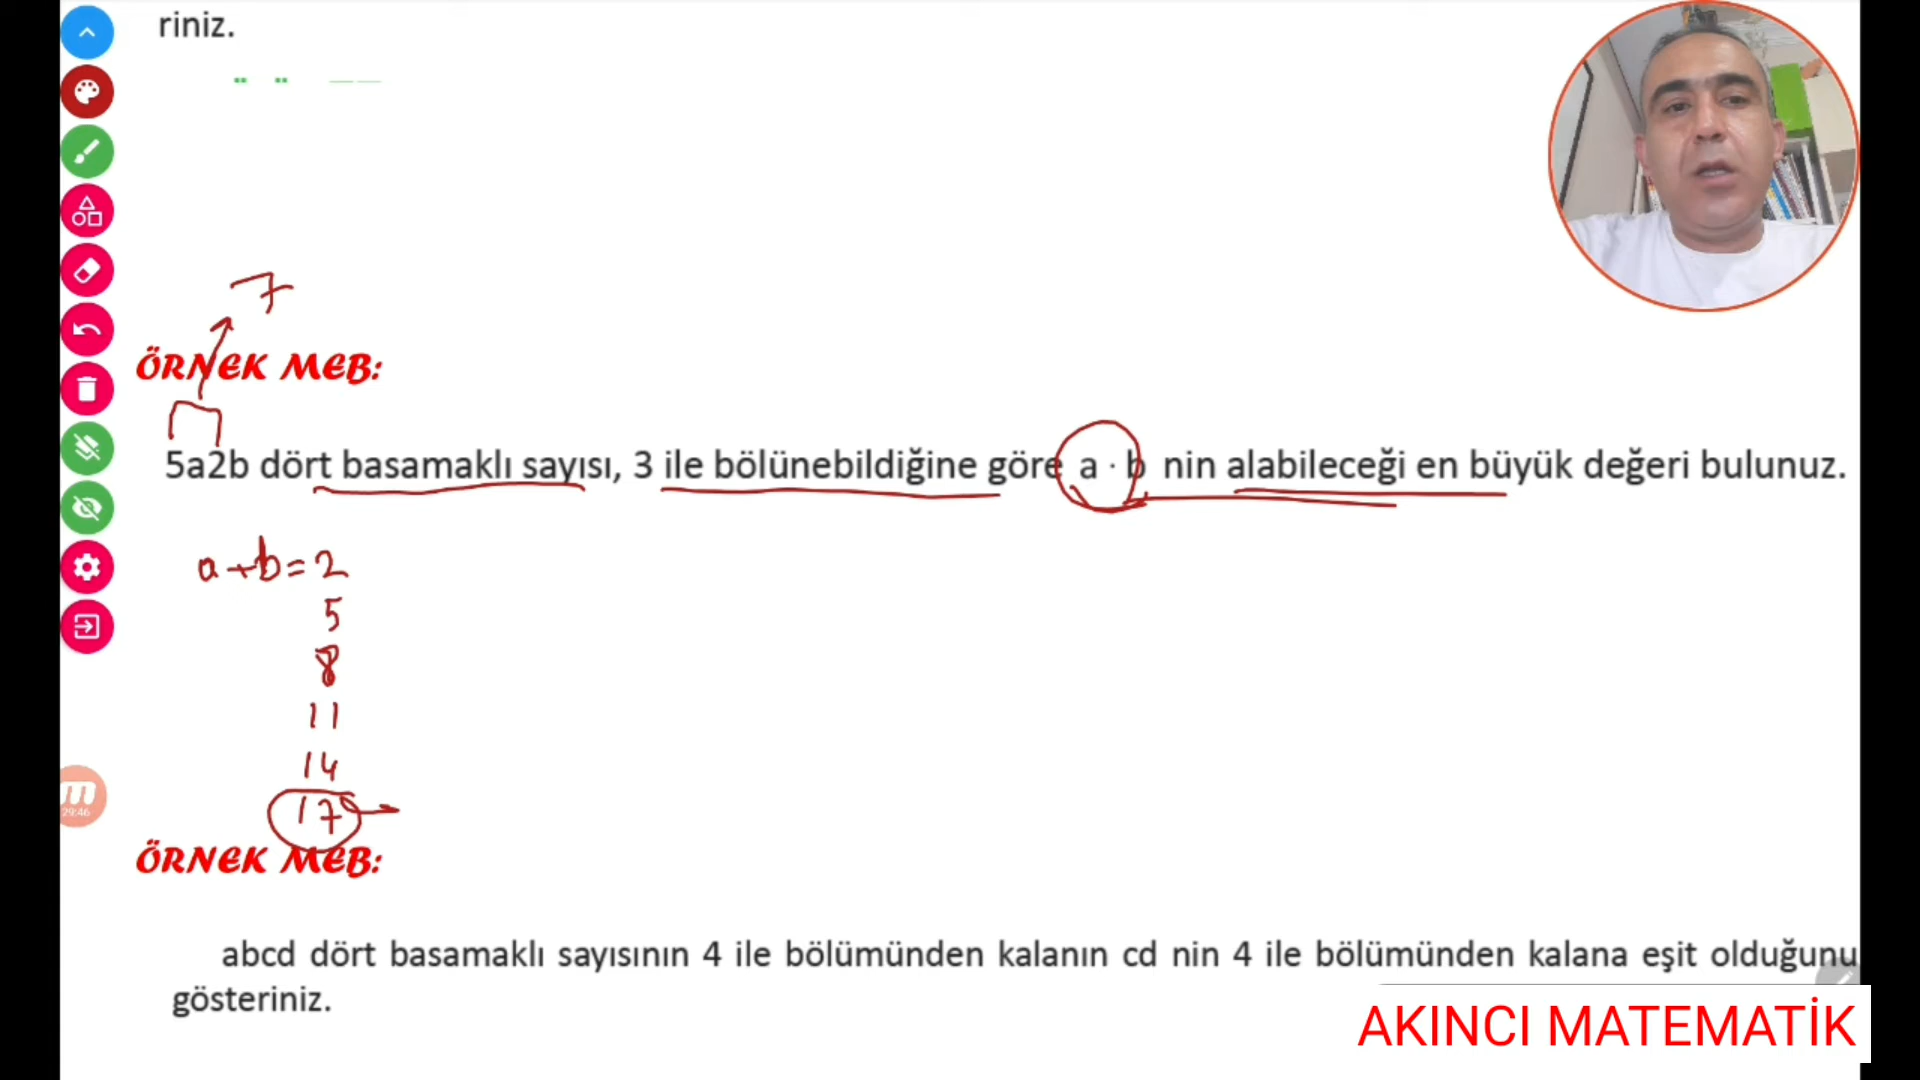 riniz.
7
ÖRNEK MEB:
5a2b dört basamaklı sayısı, 3 ile bölünebildiğine göre a · b nin alabileceği en büyük değeri bulunuz.
a+b=2
5
8
11
14
17
29:46
ÖRNEK MEB:
abcd dört basamaklı sayısının 4 ile bölümünden kalanın cd nin 4 ile bölümünden kalana eşit olduğunu
gösteriniz.
AKINCI MATEMATİK